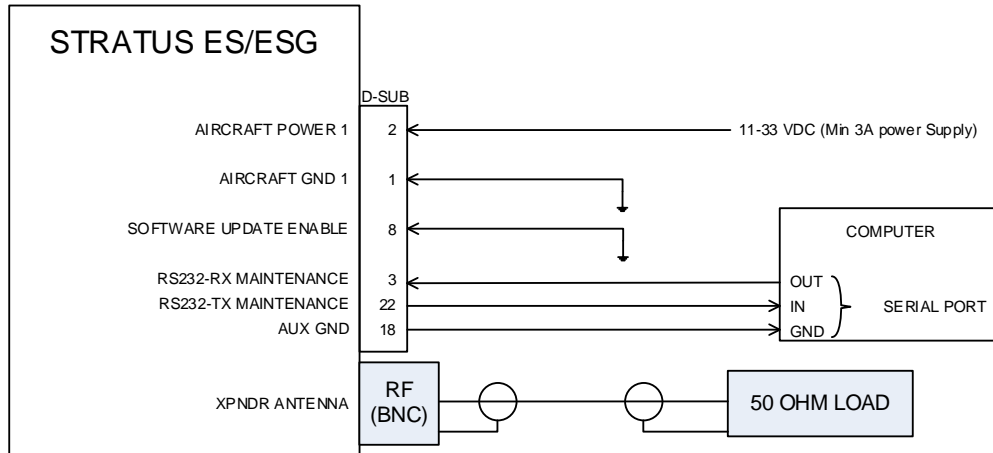 STRATUS ES/ESG
D-SUB
AIRCRAFT POWER 1 2 11-33 VDC (Min 3A power Supply)
AIRCRAFT GND 1 1
SOFTWARE UPDATE ENABLE 8
COMPUTER
RS232-RX MAINTENANCE 3 OUT
RS232-TX MAINTENANCE 22 IN SERIAL PORT
AUX GND 18 GND
XPNDR ANTENNA RF (BNC) 50 OHM LOAD